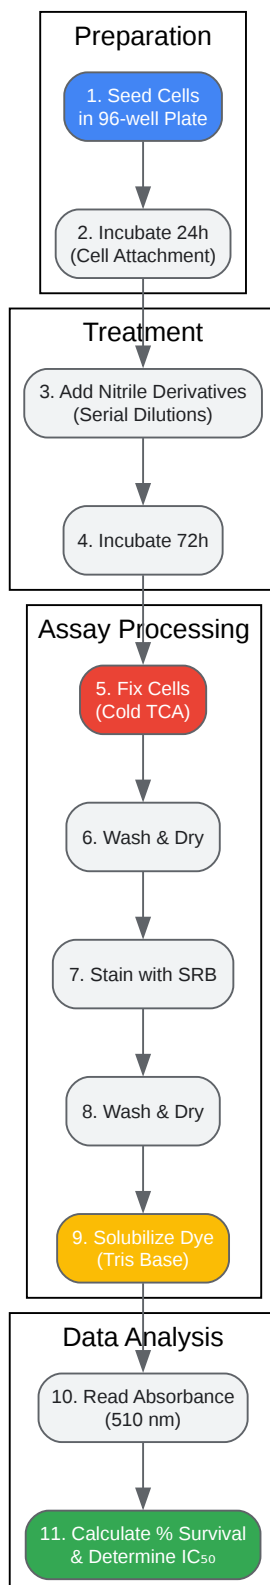 Preparation
1. Seed Cells
in 96-well Plate
2. Incubate 24h
(Cell Attachment)
Treatment
3. Add Nitrile Derivatives
(Serial Dilutions)
4. Incubate 72h
Assay Processing
5. Fix Cells
(Cold TCA)
6. Wash & Dry
7. Stain with SRB
8. Wash & Dry
9. Solubilize Dye
(Tris Base)
Data Analysis
10. Read Absorbance
(510 nm)
11. Calculate % Survival
& Determine IC₅₀